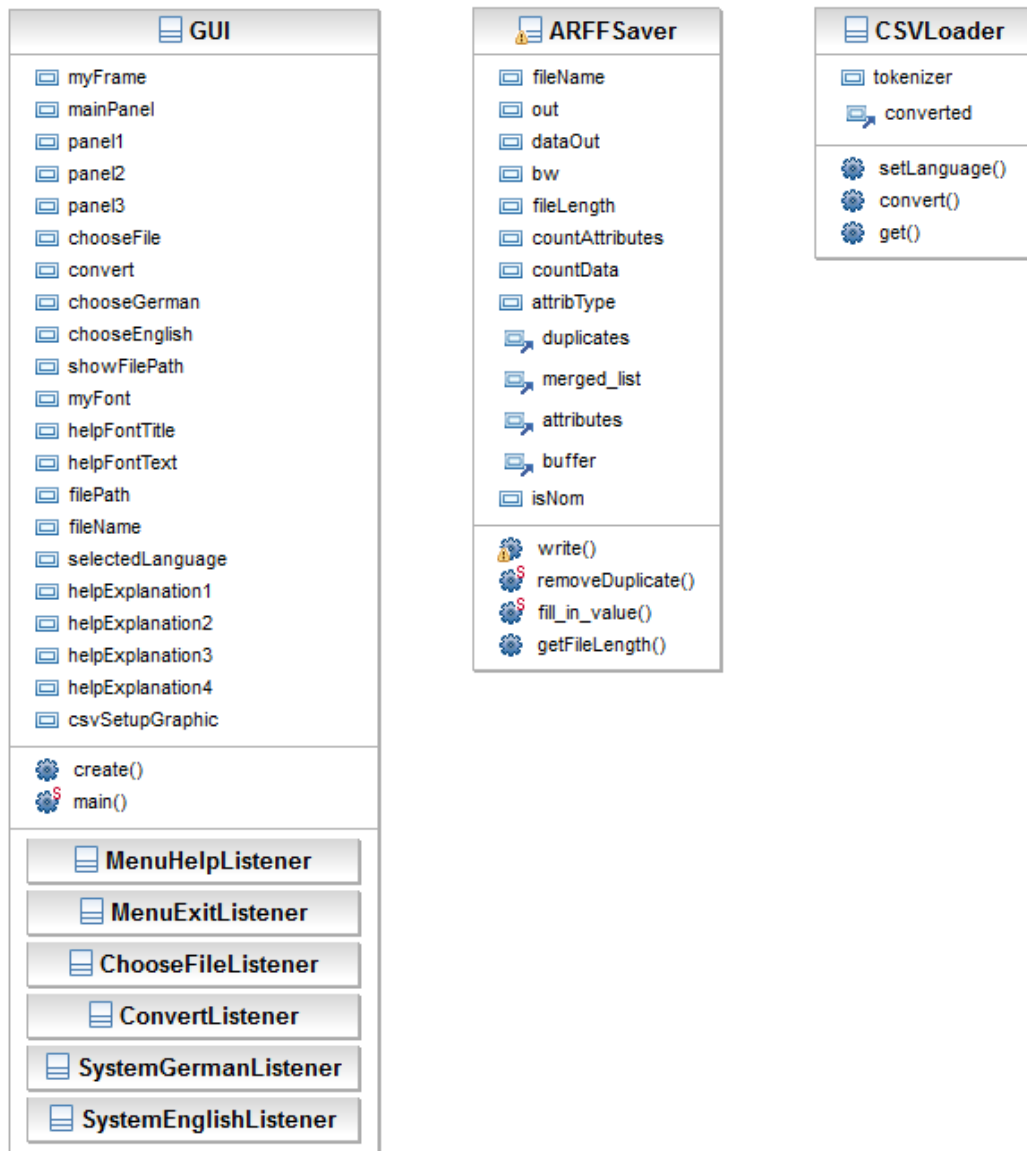 GUI
myFrame
mainPanel
panel1
panel2
panel3
chooseFile
convert
chooseGerman
chooseEnglish
showFilePath
myFont
helpFontTitle
helpFontText
filePath
fileName
selectedLanguage
helpExplanation1
helpExplanation2
helpExplanation3
helpExplanation4
csvSetupGraphic
create()
S
main()
MenuHelpListener
MenuExitListener
ChooseFileListener
ConvertListener
SystemGermanListener
SystemEnglishListener
ARFFSaver
fileName
out
dataOut
bw
fileLength
countAttributes
countData
attribType
duplicates
merged_list
attributes
buffer
isNom
write()
S
removeDuplicate()
S
fill_in_value()
getFileLength()
CSVLoader
tokenizer
converted
setLanguage()
convert()
get()